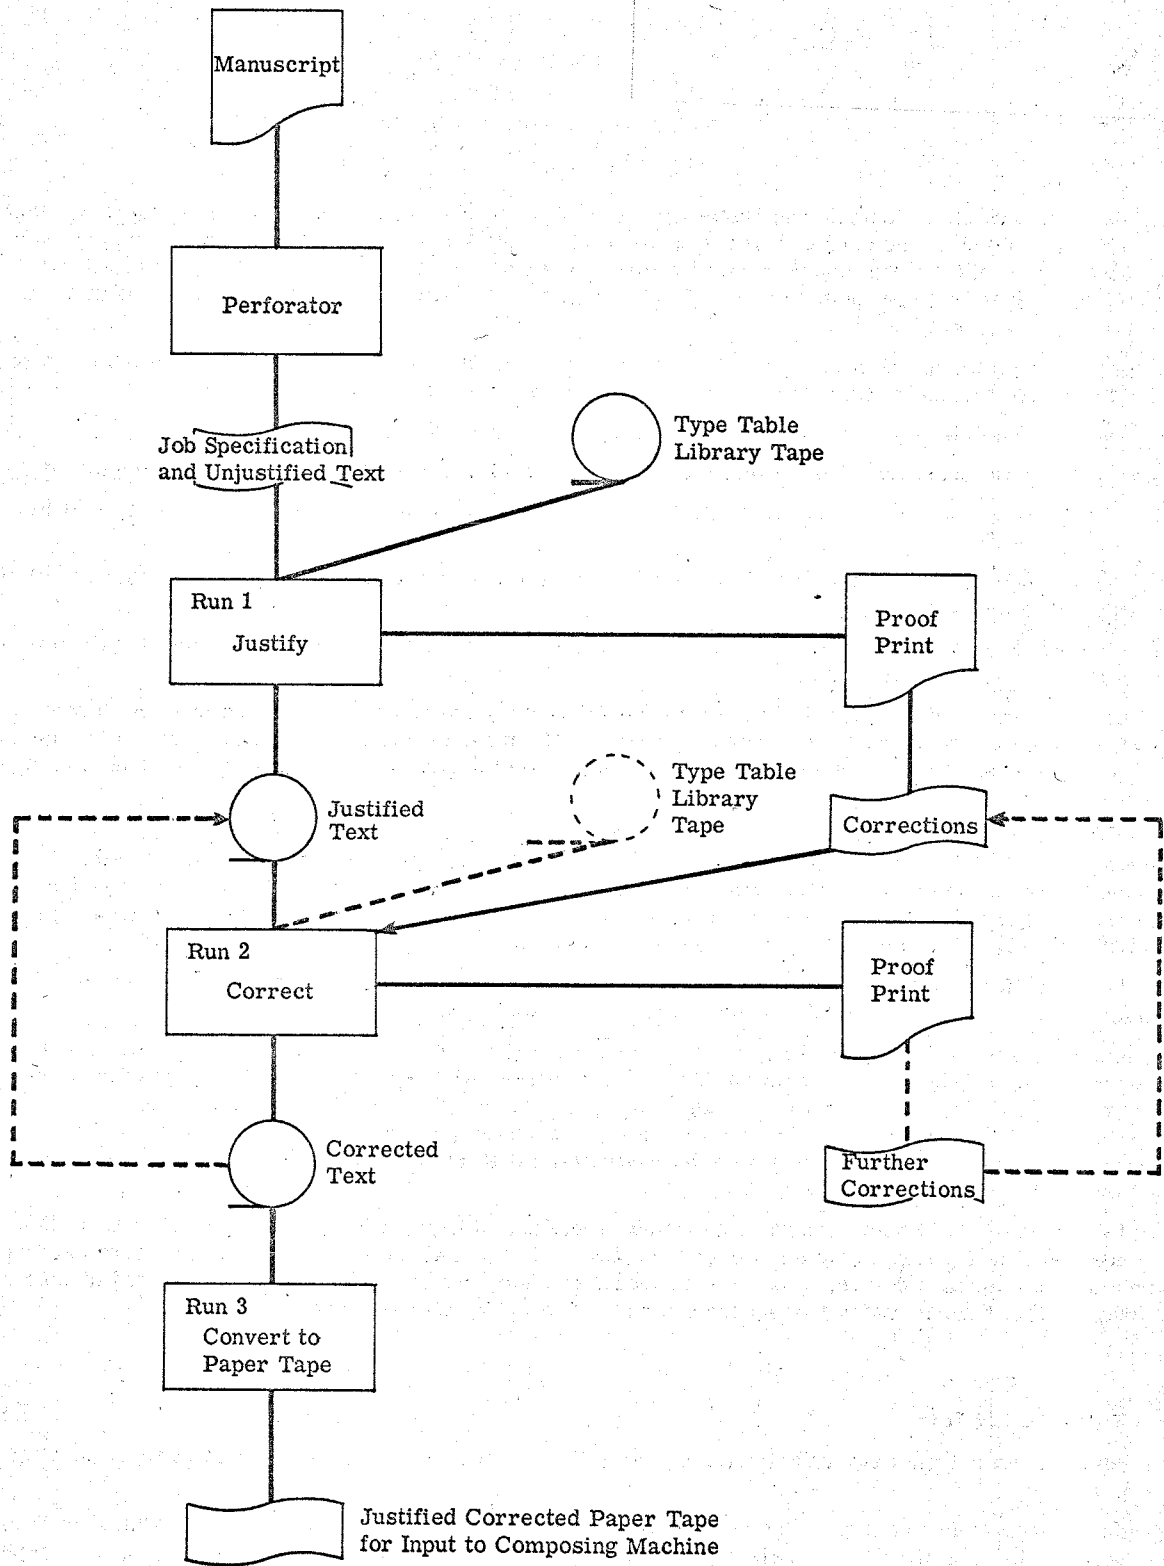 Manuscript
Perforator
Job Specification
and Unjustified Text
Type Table
Library Tape
Run 1
Justify
Proof
Print
Justified
Text
Type Table
Library
Tape
Corrections
Run 2
Correct
Proof
Print
Corrected
Text
Further
Corrections
Run 3
Convert to
Paper Tape
Justified Corrected Paper Tape
for Input to Composing Machine